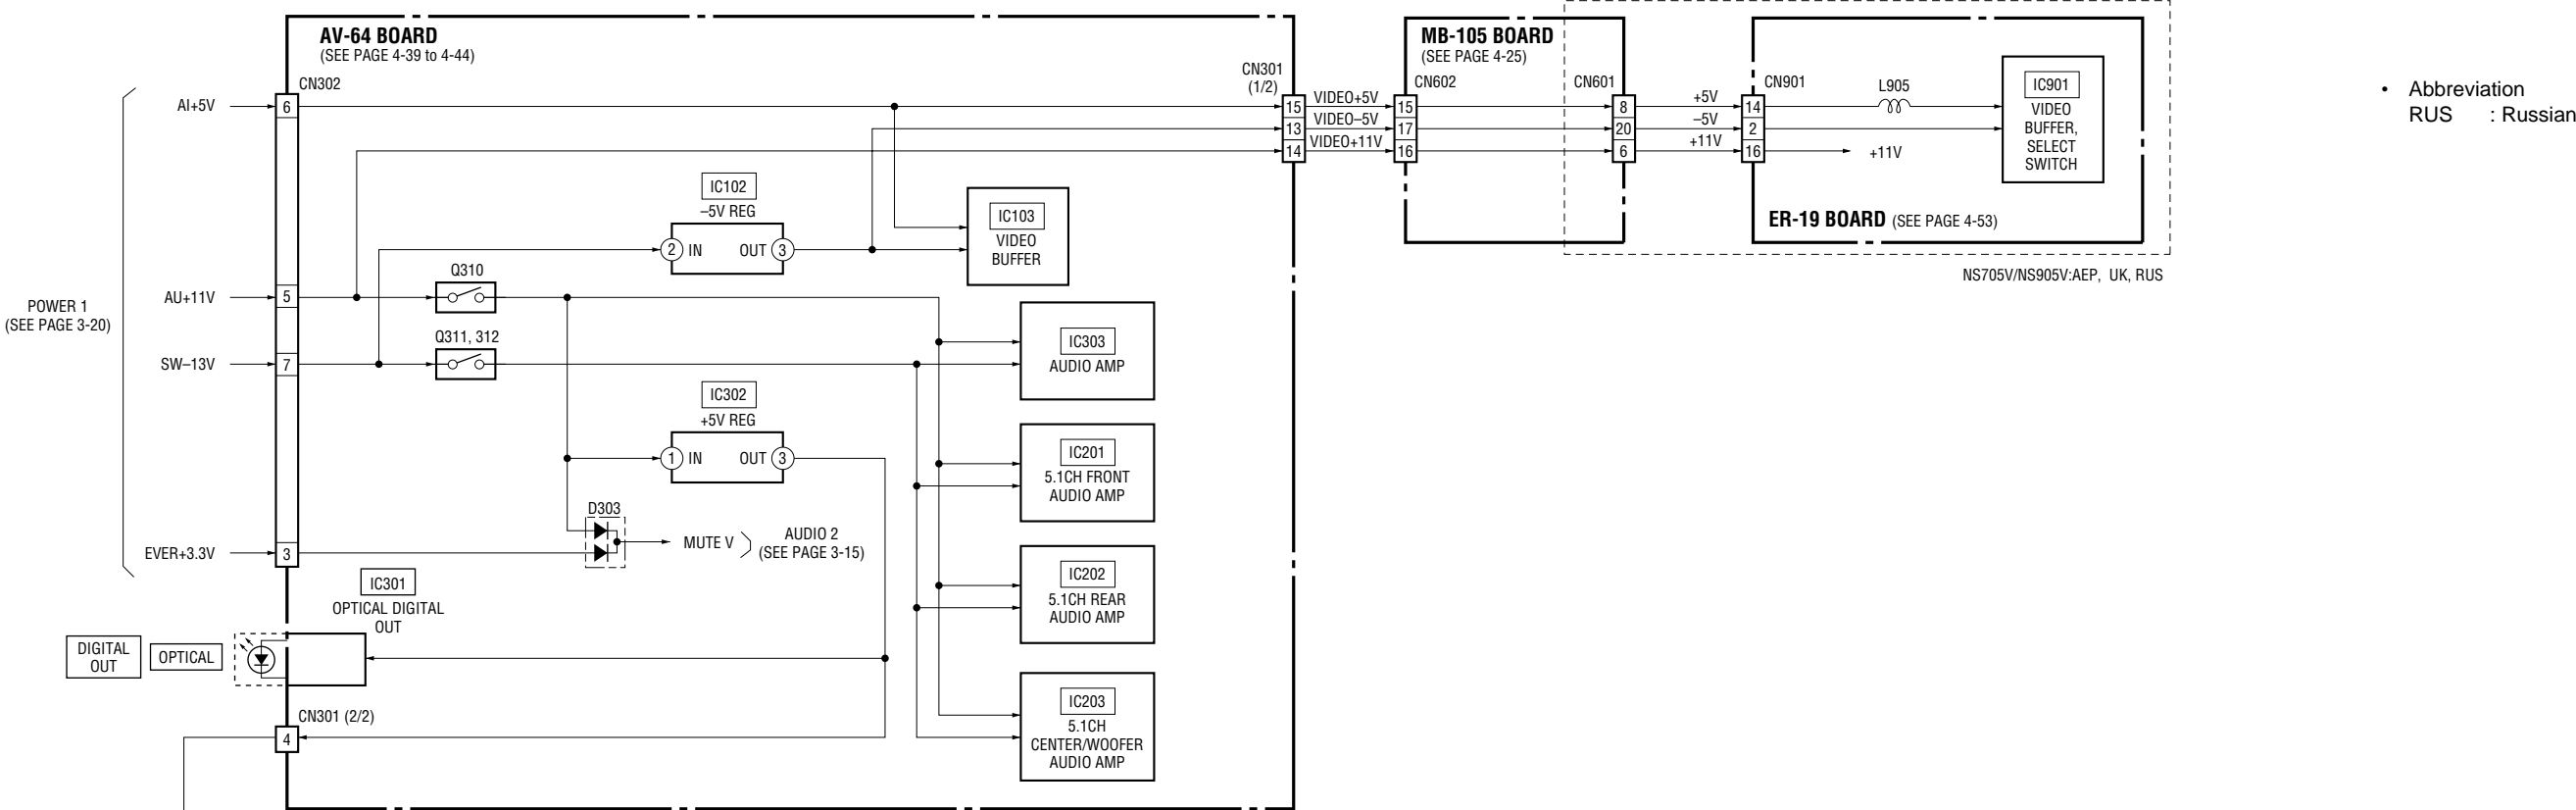 AV-64 BOARD
(SEE PAGE 4-39 to 4-44)
CN302
CN301
(1/2)
AI+5V
6
15
VIDEO+5V
13
VIDEO–5V
14
VIDEO+11V
MB-105 BOARD
(SEE PAGE 4-25)
CN602
CN601
15
17
16
8
20
6
+5V
–5V
+11V
CN901
14
2
16
L905
+11V
IC901
VIDEO
BUFFER,
SELECT
SWITCH
ER-19 BOARD (SEE PAGE 4-53)
NS705V/NS905V:AEP, UK, RUS
• Abbreviation
RUS : Russian
IC102
–5V REG
2 IN OUT 3
IC103
VIDEO
BUFFER
POWER 1
(SEE PAGE 3-20)
AU+11V
5
Q310
SW–13V
7
Q311, 312
IC303
AUDIO AMP
IC302
+5V REG
1 IN OUT 3
IC201
5.1CH FRONT
AUDIO AMP
D303
EVER+3.3V
3
MUTE V
AUDIO 2
(SEE PAGE 3-15)
IC202
5.1CH REAR
AUDIO AMP
IC301
OPTICAL DIGITAL
OUT
DIGITAL
OUT
OPTICAL
IC203
5.1CH
CENTER/WOOFER
AUDIO AMP
CN301 (2/2)
4